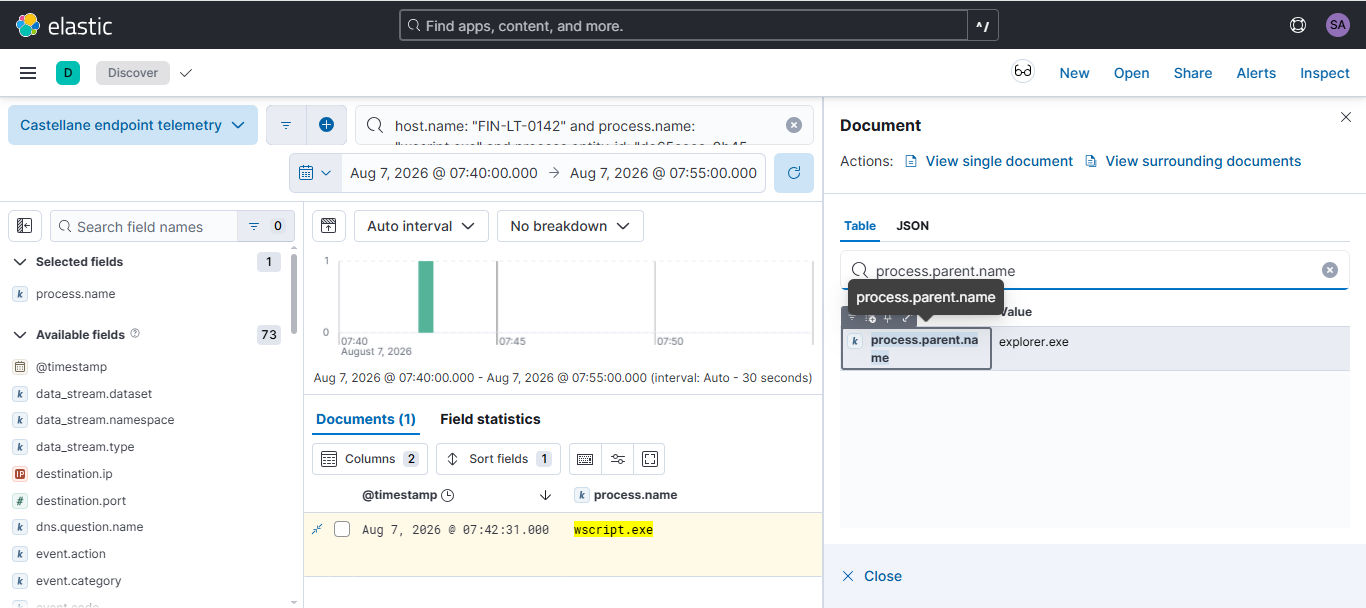 elastic
Find apps, content, and more.
^/
SA
D
Discover
New
Open
Share
Alerts
Inspect
Castellane endpoint telemetry
host.name: "FIN-LT-0142" and process.name:
Aug 7, 2026 @ 07:40:00.000 → Aug 7, 2026 @ 07:55:00.000
Search field names
0
Selected fields
1
k process.name
Available fields
73
@timestamp
k data_stream.dataset
k data_stream.namespace
k data_stream.type
IP destination.ip
# destination.port
k dns.question.name
k event.action
k event.category
k event.code
Auto interval
No breakdown
1
0
07:40
August 7, 2026
07:45
07:50
Aug 7, 2026 @ 07:40:00.000 - Aug 7, 2026 @ 07:55:00.000 (interval: Auto - 30 seconds)
Documents (1)
Field statistics
Columns 2
Sort fields 1
@timestamp
k process.name
Aug 7, 2026 @ 07:42:31.000
wscript.exe
Document
Actions:
View single document
View surrounding documents
Table
JSON
process.parent.name
process.parent.name
Value
k process.parent.na
me
explorer.exe
Close